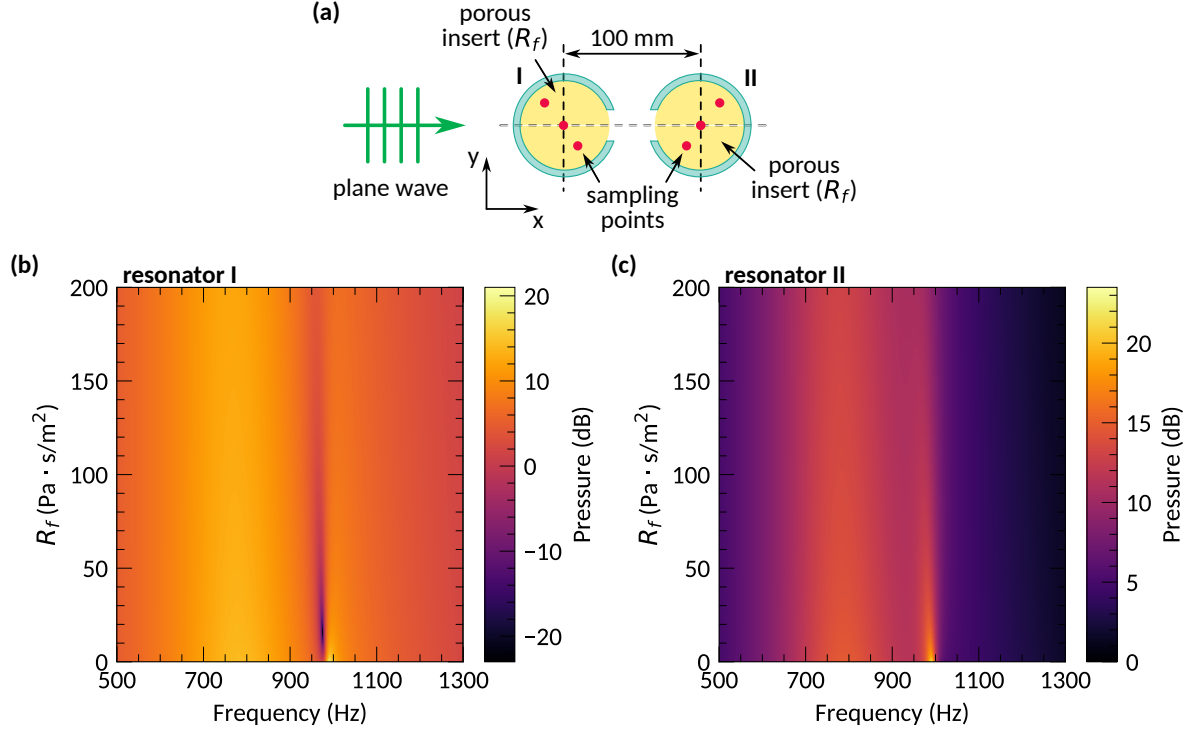 (a)
porous
insert (R_f)
100 mm
I
II
plane wave
y
x
sampling
points
porous
insert (R_f)
(b)
resonator I
200
150
100
50
0
R_f (Pa · s/m²)
500
700
900
1100
1300
Frequency (Hz)
20
10
0
−10
−20
Pressure (dB)
(c)
resonator II
200
150
100
50
0
R_f (Pa · s/m²)
500
700
900
1100
1300
Frequency (Hz)
20
15
10
5
0
Pressure (dB)